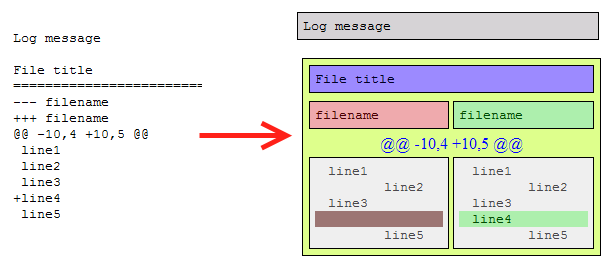 Log message
File title
=========================
--- filename
+++ filename
@@ -10,4 +10,5 @@
line1
line2
line3
+line4
line5
Log message
File title
filename filename
@@ -10,4 +10,5 @@
line1 line1
line2 line2
line3 line3
line4
line5 line5